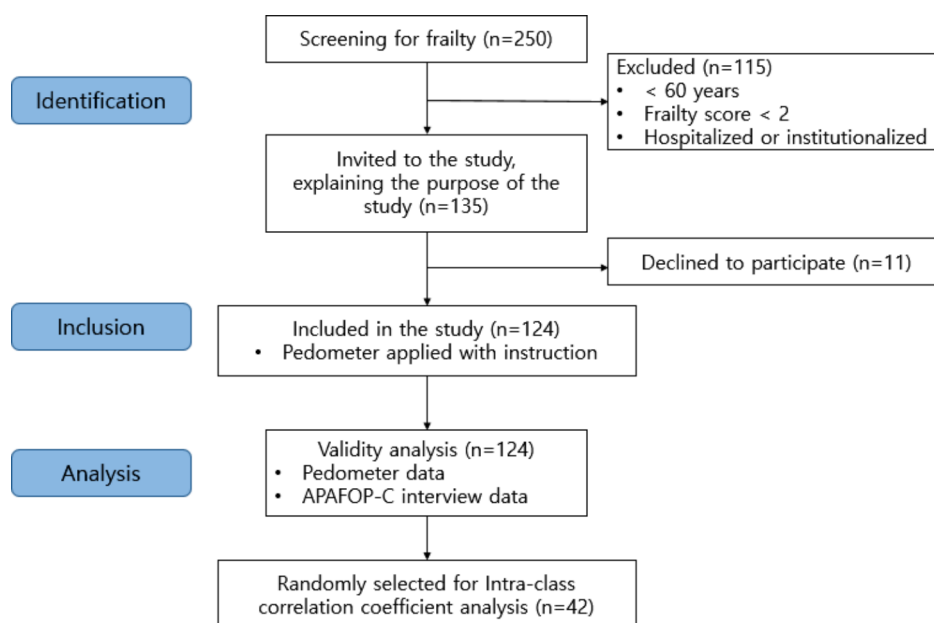 Screening for frailty (n=250)
Identification
Excluded (n=115)
• < 60 years
• Frailty score < 2
• Hospitalized or institutionalized
Invited to the study,
explaining the purpose of the
study (n=135)
Declined to participate (n=11)
Inclusion
Included in the study (n=124)
• Pedometer applied with instruction
Analysis
Validity analysis (n=124)
• Pedometer data
• APAFOP-C interview data
Randomly selected for Intra-class
correlation coefficient analysis (n=42)